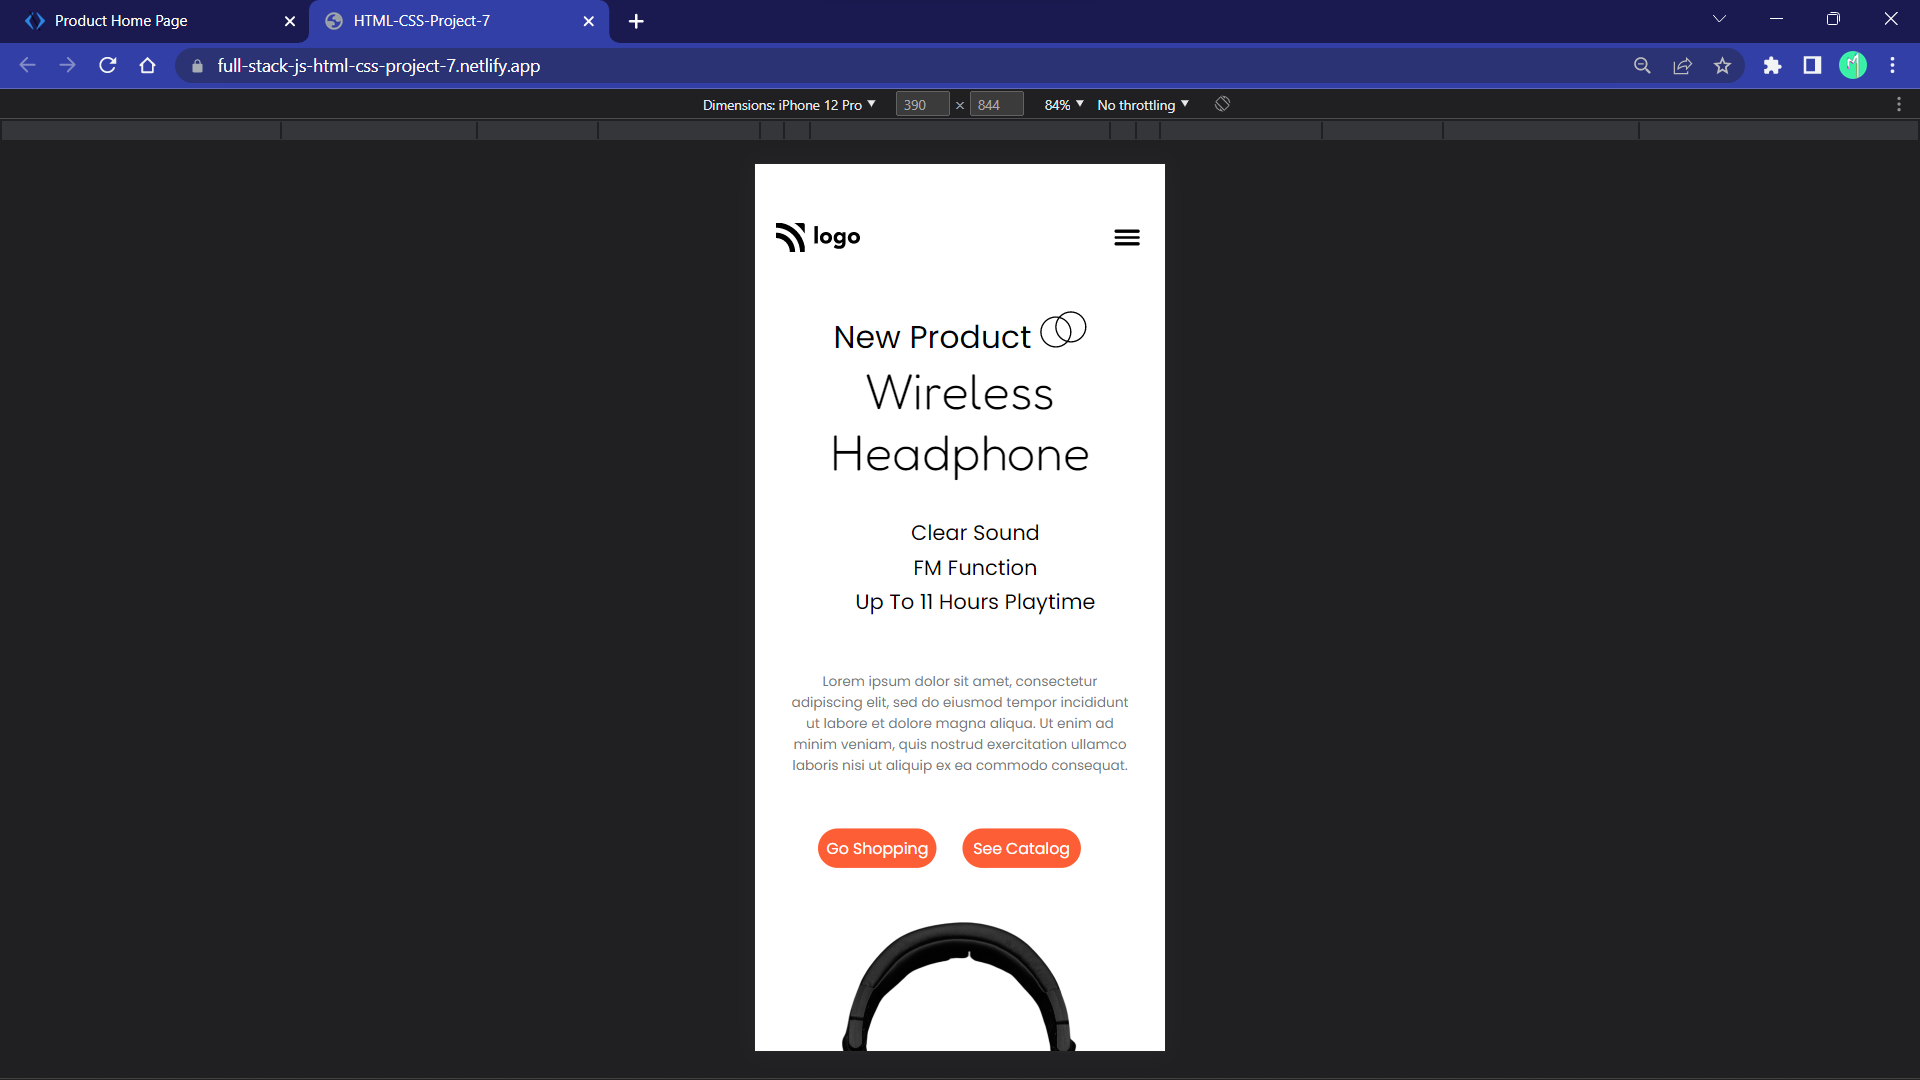 Product Home Page
HTML-CSS-Project-7
full-stack-js-html-css-project-7.netlify.app
Dimensions: iPhone 12 Pro ▼ 390 × 844 84% ▼ No throttling ▼
logo
New Product
Wireless
Headphone
Clear Sound
FM Function
Up To 11 Hours Playtime
Lorem ipsum dolor sit amet, consectetur
adipiscing elit, sed do eiusmod tempor incididunt
ut labore et dolore magna aliqua. Ut enim ad
minim veniam, quis nostrud exercitation ullamco
laboris nisi ut aliquip ex ea commodo consequat.
Go Shopping See Catalog